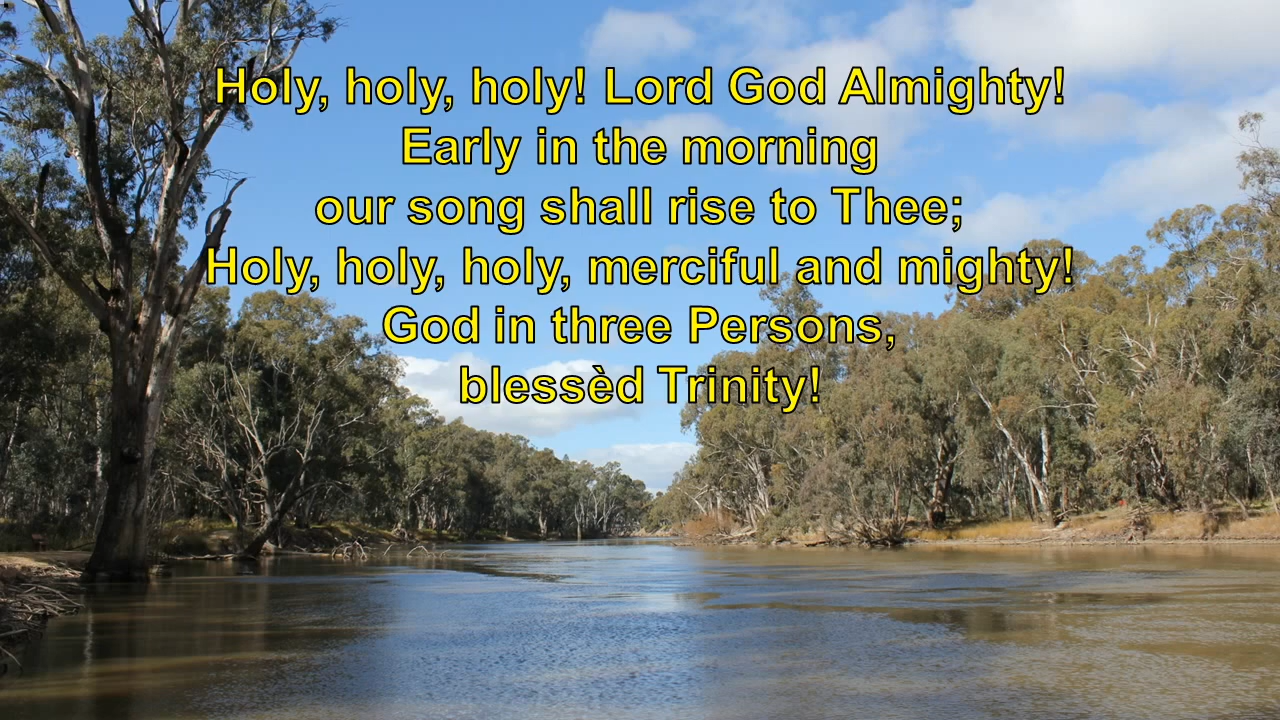 Holy, holy, holy! Lord God Almighty!
Early in the morning
our song shall rise to Thee;
Holy, holy, holy, merciful and mighty!
God in three Persons,
blessèd Trinity!